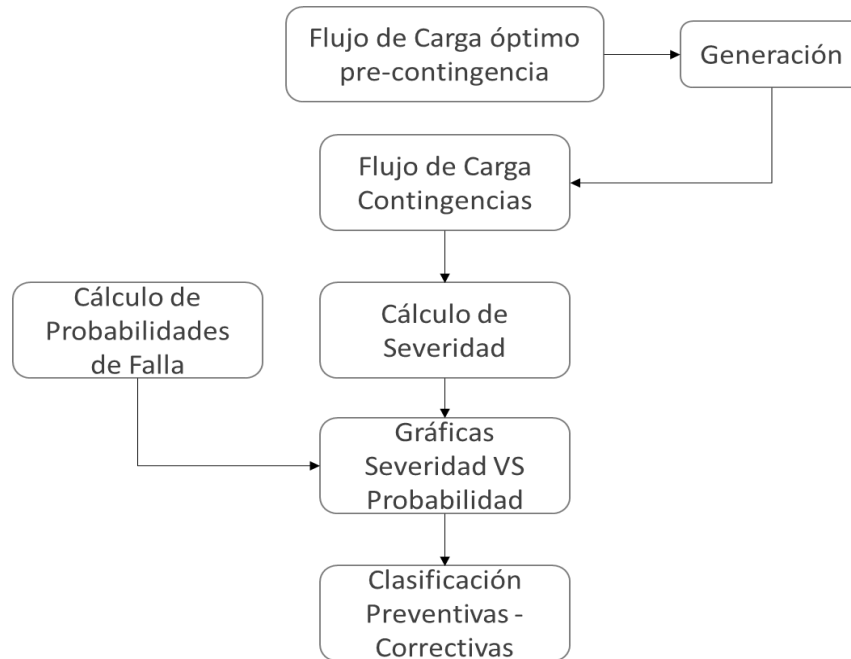 Flujo de Carga óptimo
pre-contingencia
Generación
Flujo de Carga
Contingencias
Cálculo de
Probabilidades
de Falla
Cálculo de
Severidad
Gráficas
Severidad VS
Probabilidad
Clasificación
Preventivas -
Correctivas